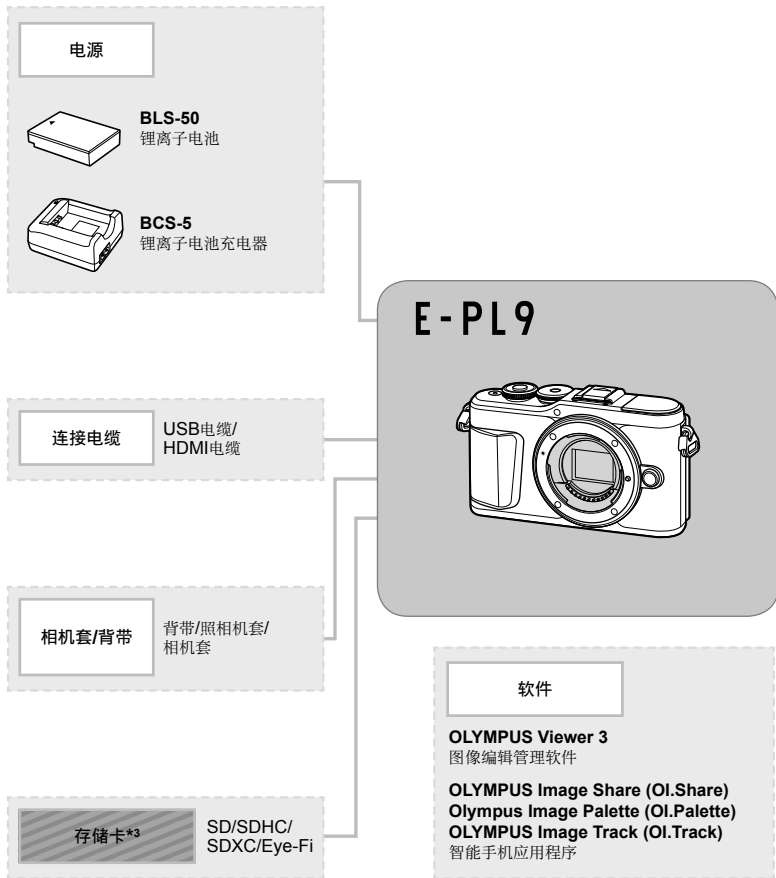 电源
BLS-50
锂离子电池
BCS-5
锂离子电池充电器
E-PL9
连接电缆
USB电缆/
HDMI电缆
相机套/背带
背带/照相机套/
相机套
存储卡*3
SD/SDHC/
SDXC/Eye-Fi
软件
OLYMPUS Viewer 3
图像编辑管理软件
OLYMPUS Image Share (OI.Share)
Olympus Image Palette (OI.Palette)
OLYMPUS Image Track (OI.Track)
智能手机应用程序